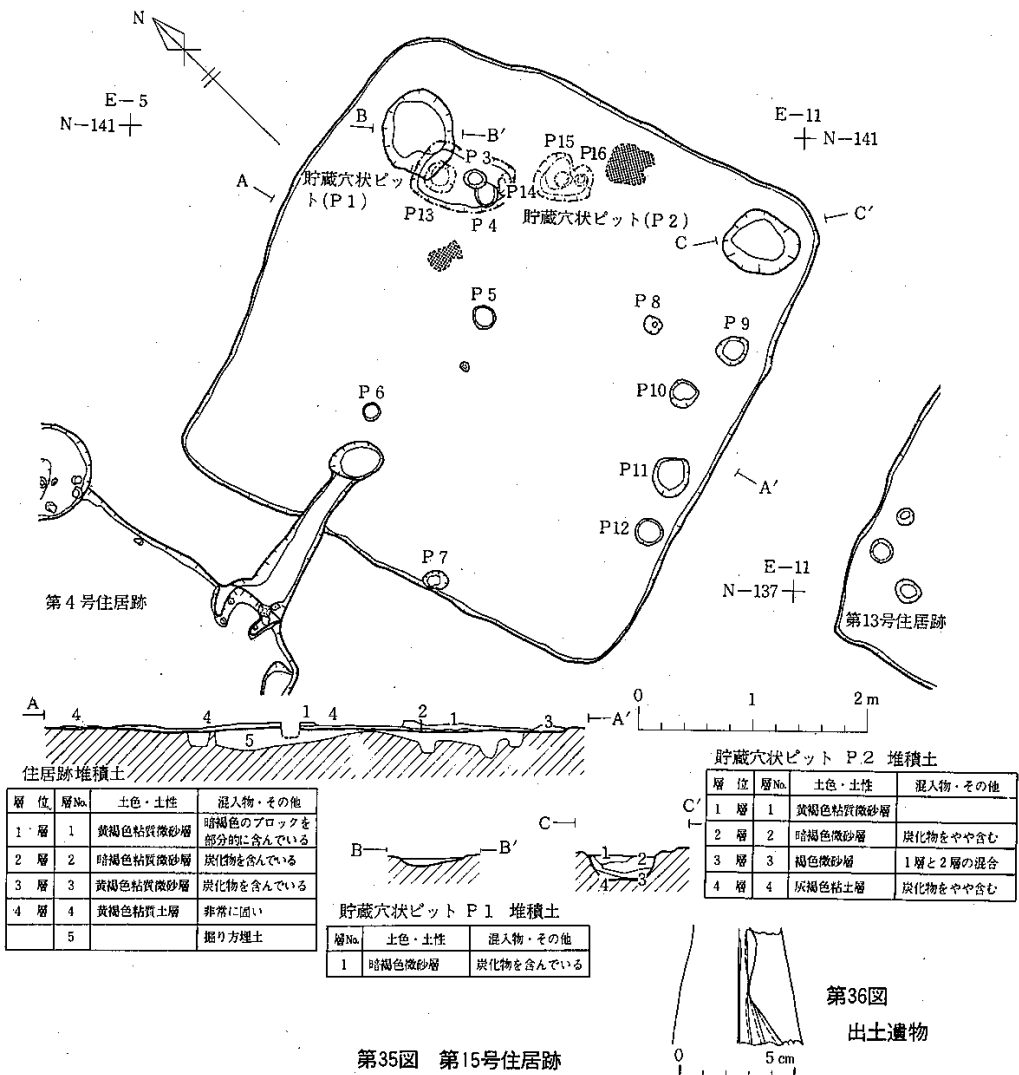 N
E-5
N-141
E-11
N-141
B
B'
P15
P16
P3
A
貯蔵穴状ピッ
ト(P1)
P14
P13
P4
貯蔵穴状ピット(P2)
C
C'
P5
P8
P9
P6
P10
P11
A'
P12
P7
E-11
N-137
第4号住居跡
第13号住居跡
0 1 2m
A 4 4 1 4 2 1 3 A'
5
住居跡堆積土
層位 層No. 土色・土性 混入物・その他
1層 1 黄褐色粘質微砂層 暗褐色のブロックを
部分的に含んでいる
2層 2 暗褐色粘質微砂層 炭化物を含んでいる
3層 3 黄褐色粘質微砂層 炭化物を含んでいる
4層 4 黄褐色粘質土層 非常に固い
5 掘り方埋土
B B'
C C'
1 2
4 3
貯蔵穴状ピット P1 堆積土
層No. 土色・土性 混入物・その他
1 暗褐色微砂層 炭化物を含んでいる
貯蔵穴状ピット P.2 堆積土
層位 層No. 土色・土性 混入物・その他
1層 1 黄褐色粘質微砂層
2層 2 暗褐色微砂層 炭化物をやや含む
3層 3 褐色微砂層 1層と2層の混合
4層 4 灰褐色粘土層 炭化物をやや含む
第36図
出土遺物
0 5cm
第35図 第15号住居跡